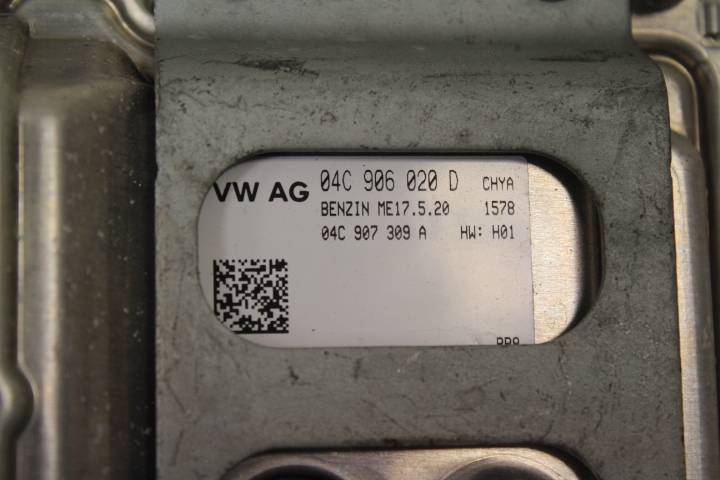 VW AG 04C 906 020 D CHYA
BENZIN ME17.5.20 1578
04C 907 309 A HW: H01